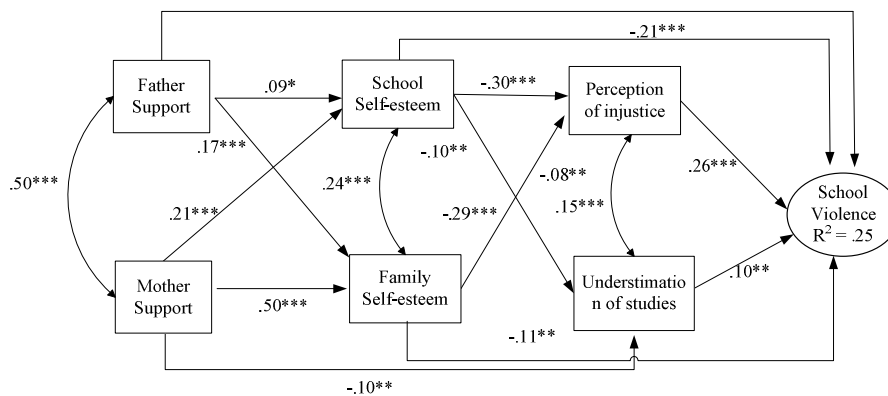 -.21***
Father
Support
.09*
School
Self-esteem
-.30***
Perception
of injustice
.17***
-.10**
-.08**
.26***
.50***
.24***
.21***
-.29***
.15***
School
Violence
R² = .25
Mother
Support
.50***
Family
Self-esteem
Understimatio
n of studies
.10**
-.11**
-.10**